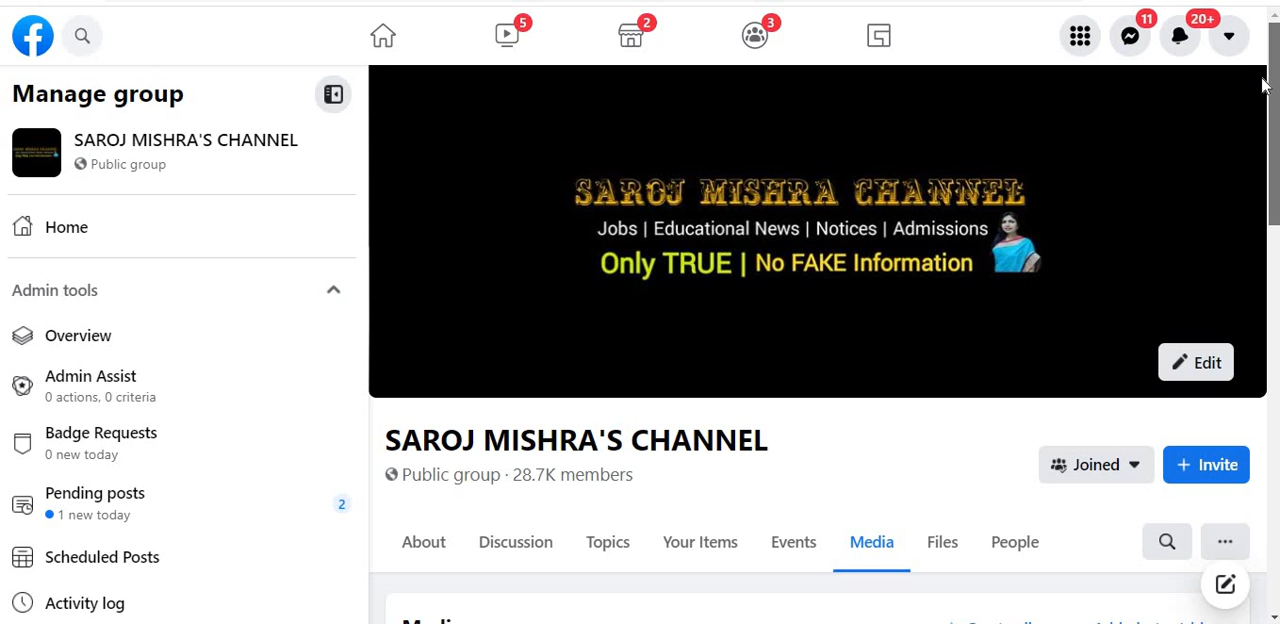 5
2
3
11
20+
Manage group
SAROJ MISHRA'S CHANNEL
Public group
Home
Admin tools
Overview
Admin Assist
0 actions, 0 criteria
Badge Requests
0 new today
Pending posts
1 new today
2
Scheduled Posts
Activity log
SAROJ MISHRA CHANNEL
Jobs | Educational News | Notices | Admissions
Only TRUE | No FAKE Information
Edit
SAROJ MISHRA'S CHANNEL
Public group · 28.7K members
Joined
+ Invite
About Discussion Topics Your Items Events Media Files People